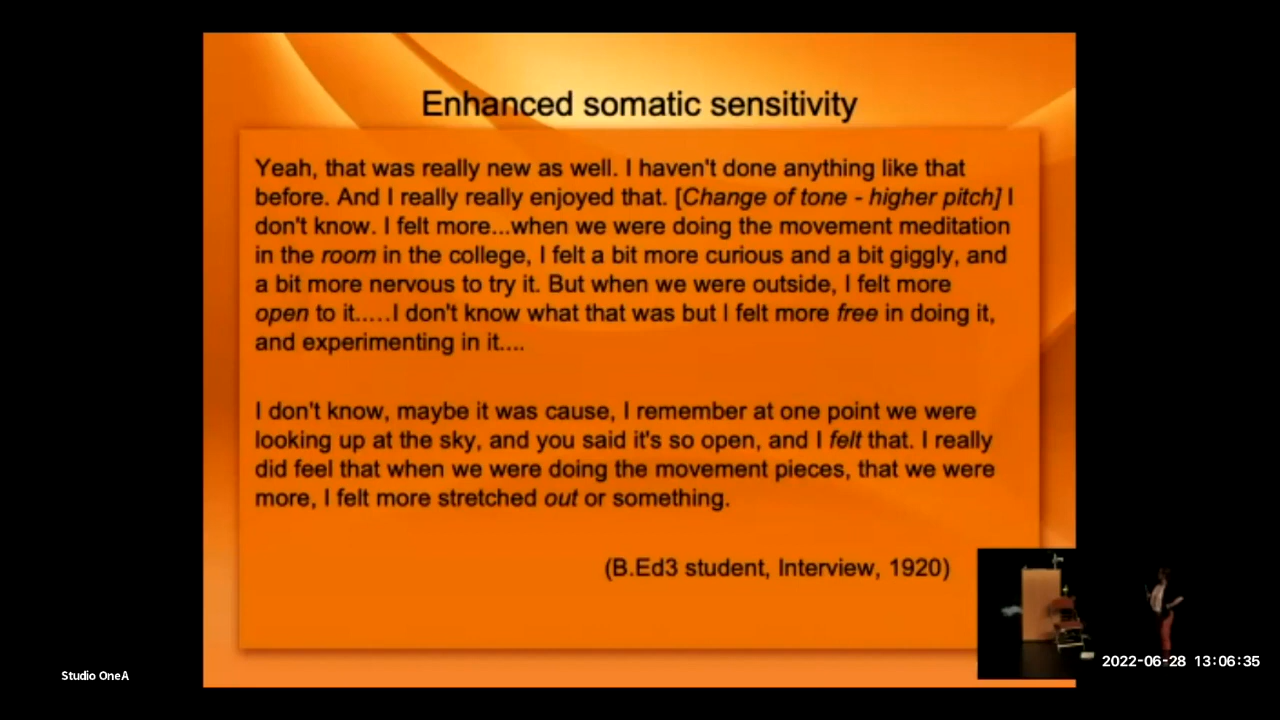 Enhanced somatic sensitivity
Yeah, that was really new as well. I haven't done anything like that
before. And I really really enjoyed that. [Change of tone - higher pitch] I
don't know. I felt more...when we were doing the movement meditation
in the room in the college, I felt a bit more curious and a bit giggly, and
a bit more nervous to try it. But when we were outside, I felt more
open to it.....I don't know what that was but I felt more free in doing it,
and experimenting in it....
I don't know, maybe it was cause, I remember at one point we were
looking up at the sky, and you said it's so open, and I felt that. I really
did feel that when we were doing the movement pieces, that we were
more, I felt more stretched out or something.
(B.Ed3 student, Interview, 1920)
Studio OneA
2022-06-28 13:06:35